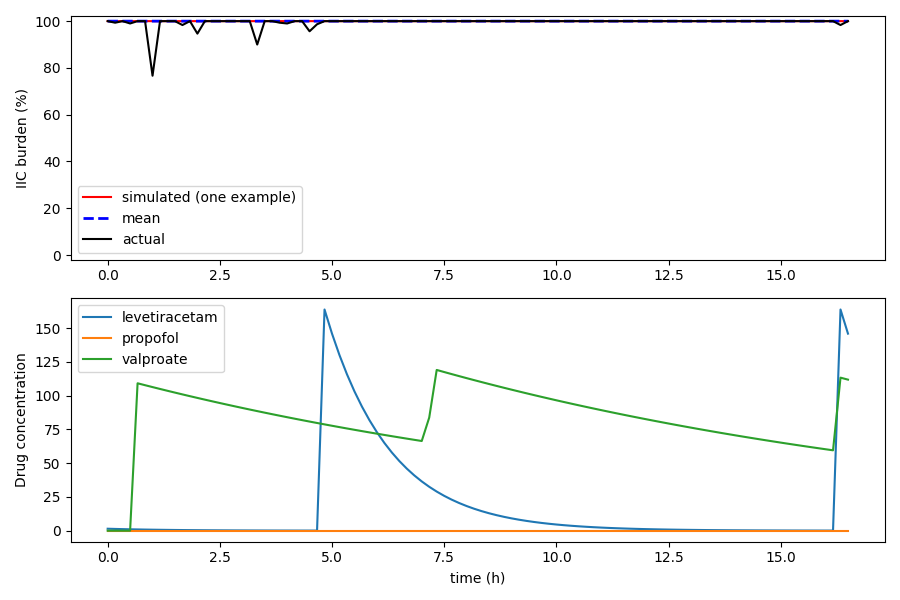 IIC burden (%)
100
80
60
40
20
0
simulated (one example)
mean
actual
0.0 2.5 5.0 7.5 10.0 12.5 15.0
Drug concentration
150
125
100
75
50
25
0
levetiracetam
propofol
valproate
0.0 2.5 5.0 7.5 10.0 12.5 15.0
time (h)